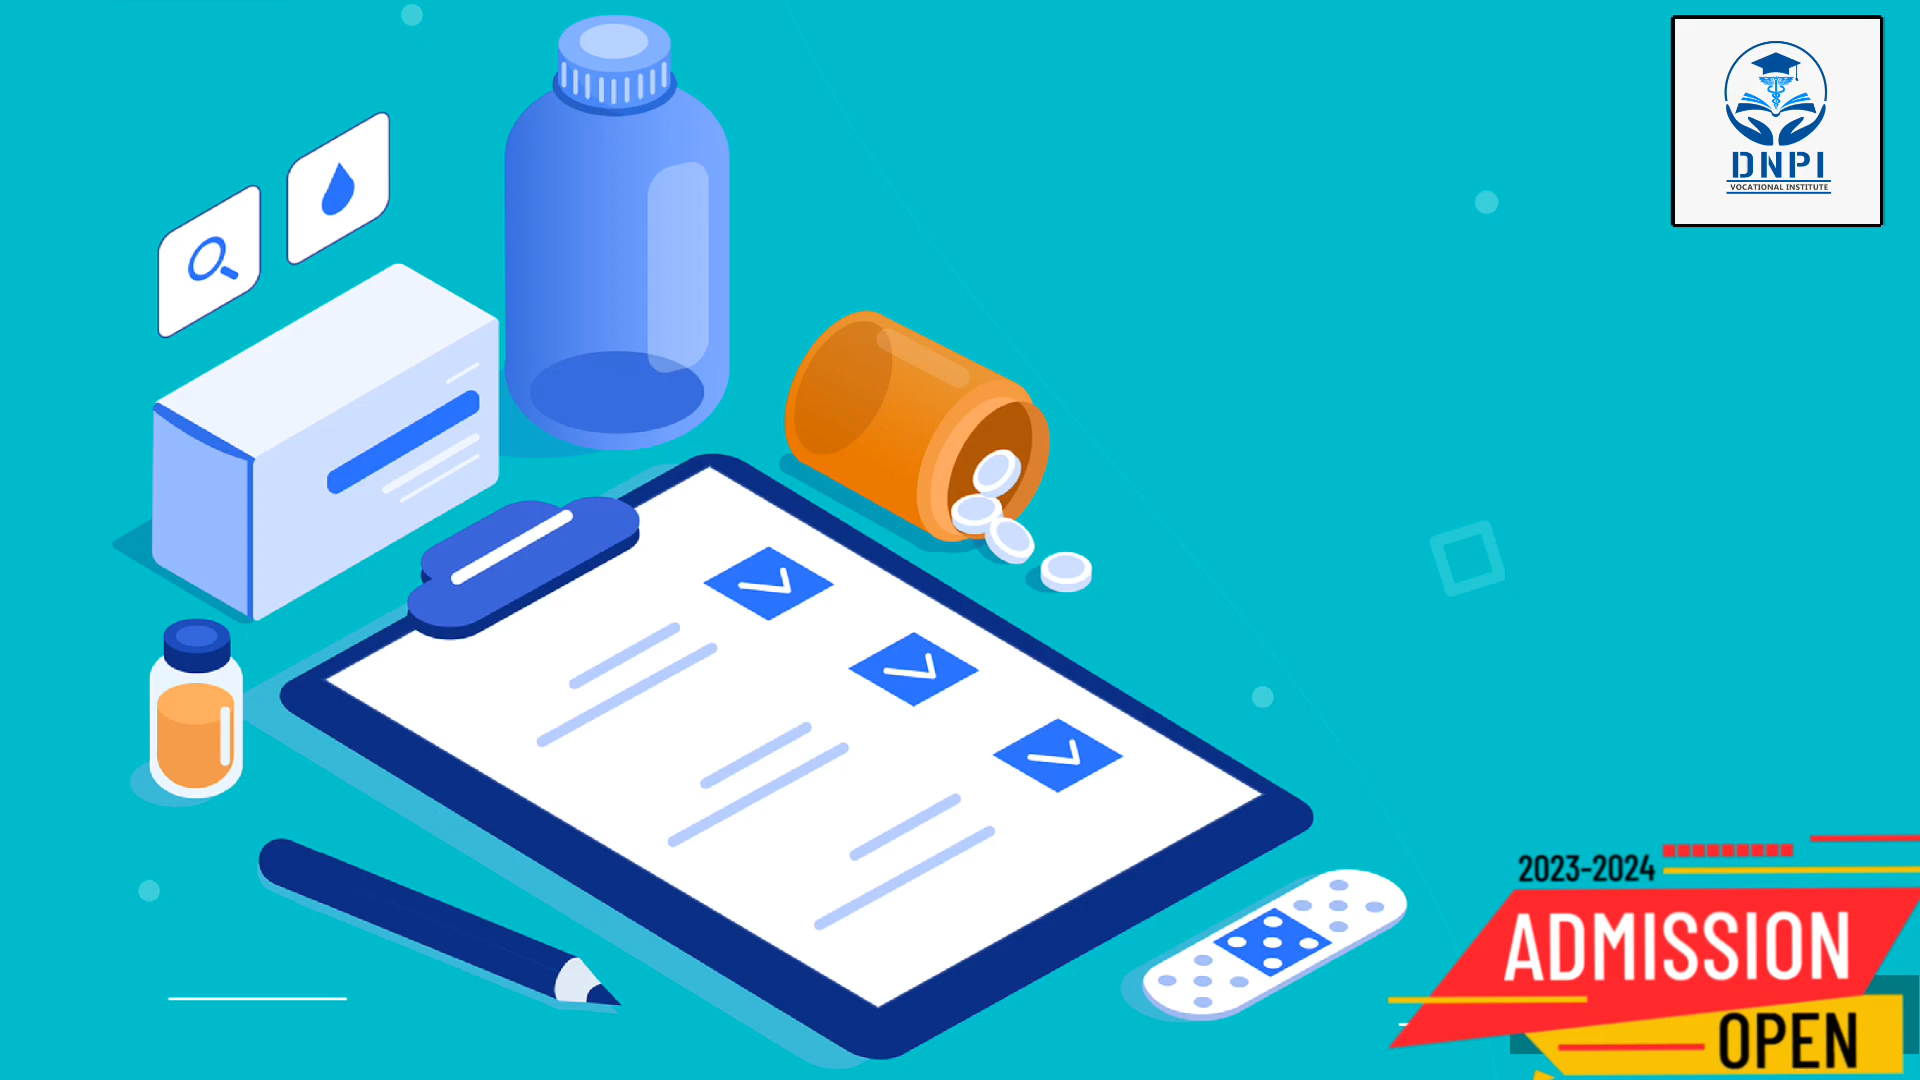 DNPI
VOCATIONAL INSTITUTE
2023-2024
ADMISSION
OPEN